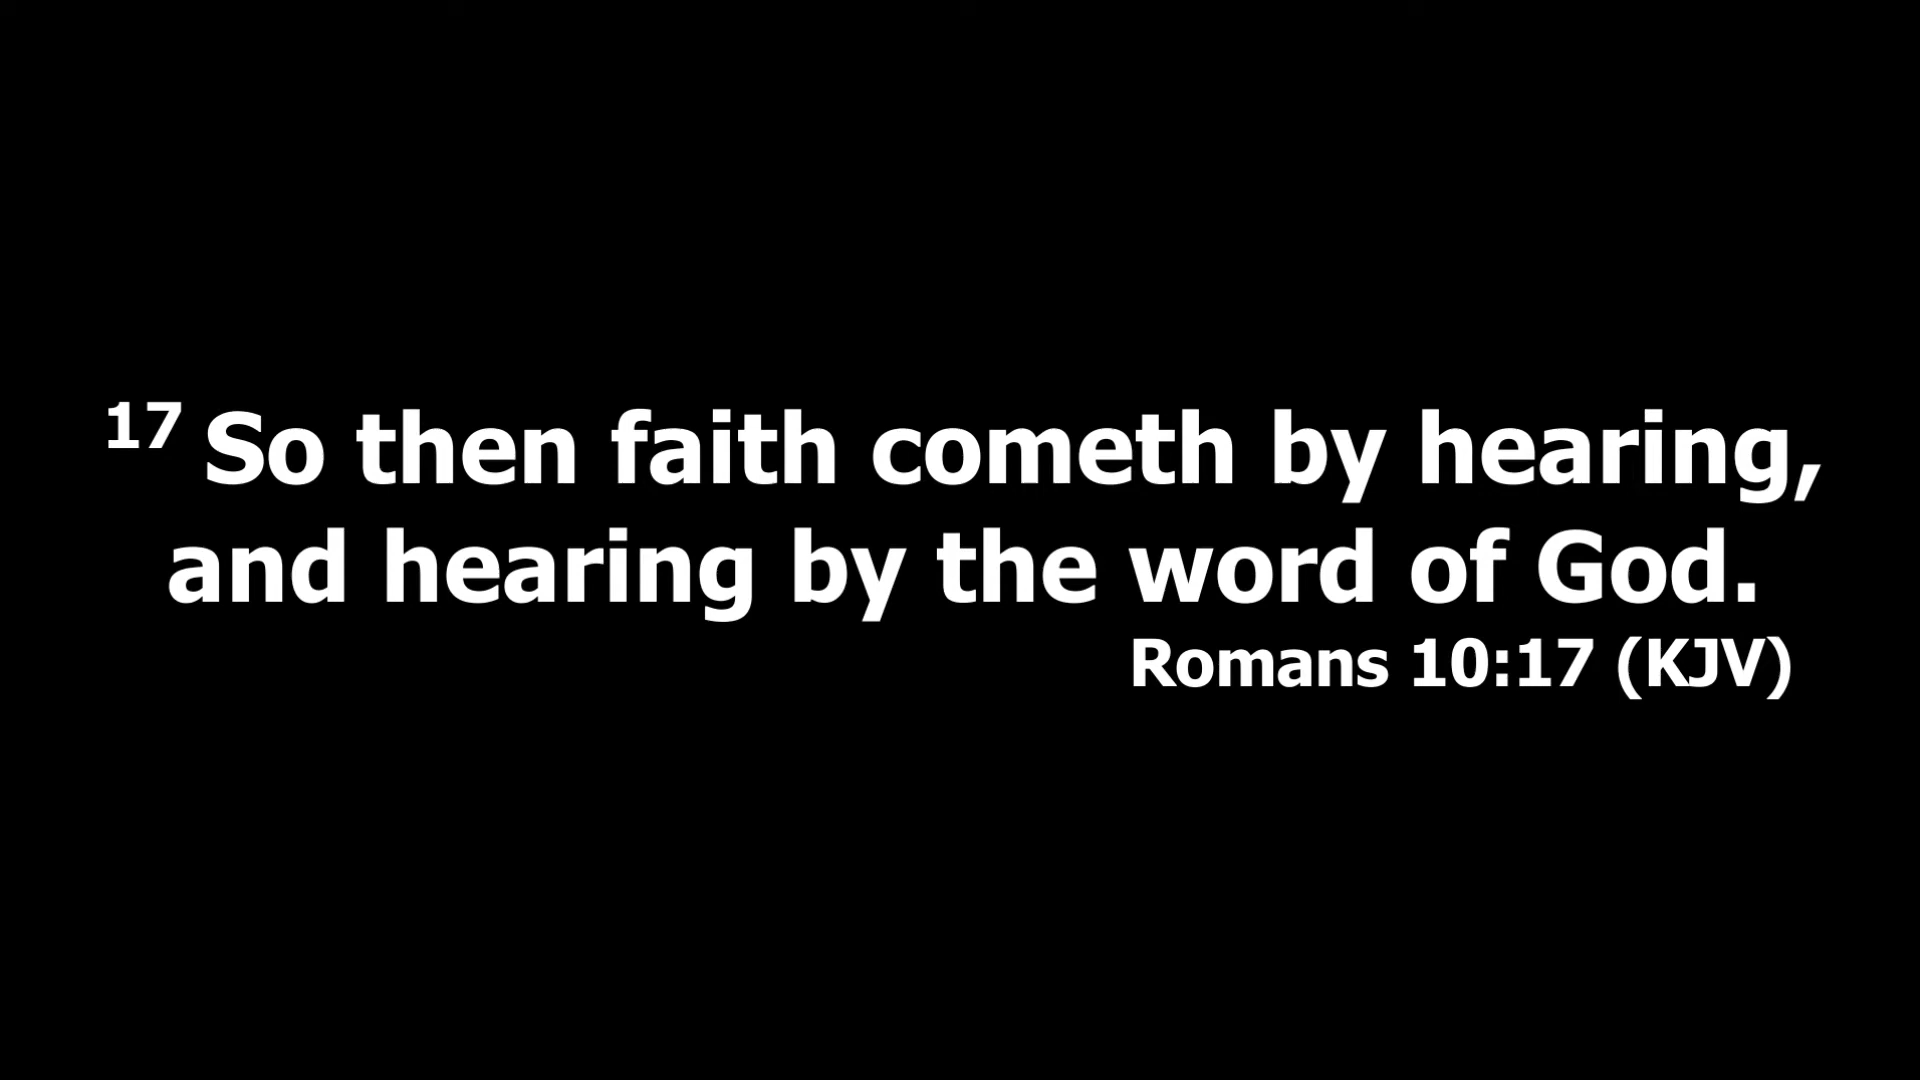 17 So then faith cometh by hearing,
and hearing by the word of God.
Romans 10:17 (KJV)